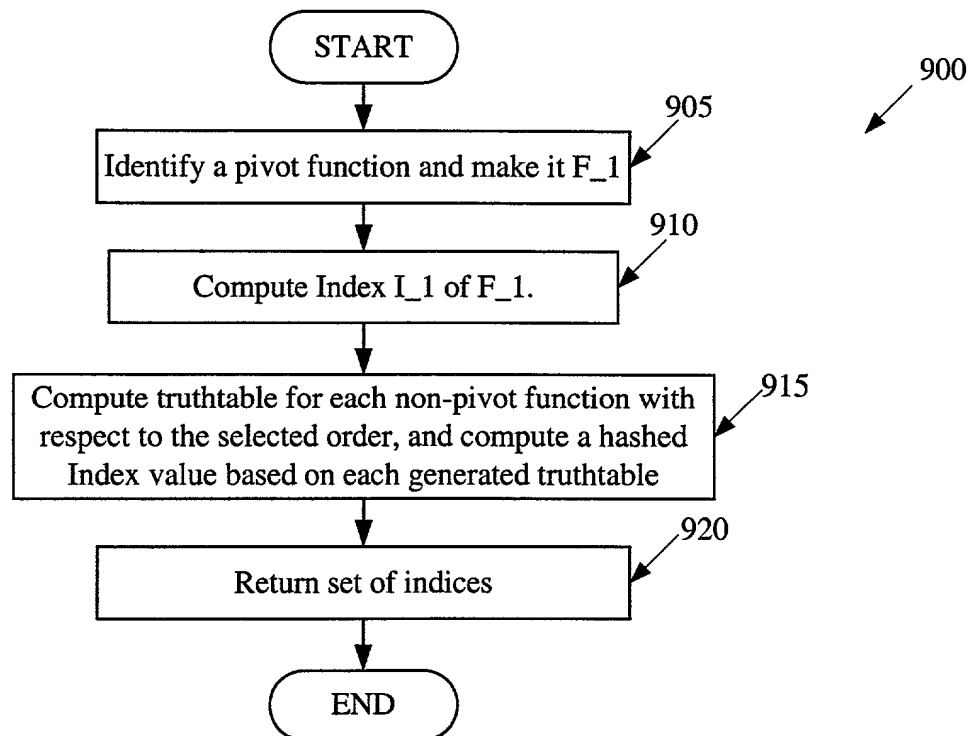 START
900
905
Identify a pivot function and make it F_1
910
Compute Index I_1 of F_1.
915
Compute truthtable for each non-pivot function with
respect to the selected order, and compute a hashed
Index value based on each generated truthtable
920
Return set of indices
END